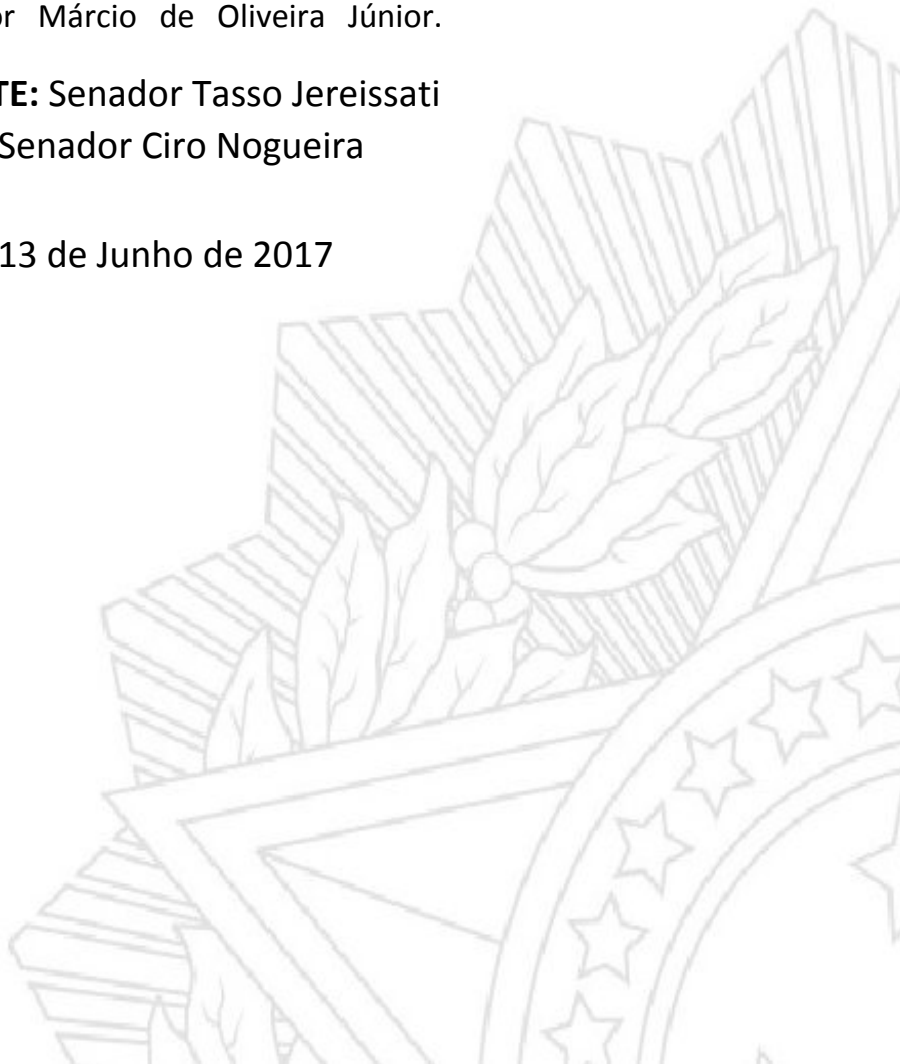 or Márcio de Oliveira Júnior.
TE: Senador Tasso Jereissati
Senador Ciro Nogueira
13 de Junho de 2017